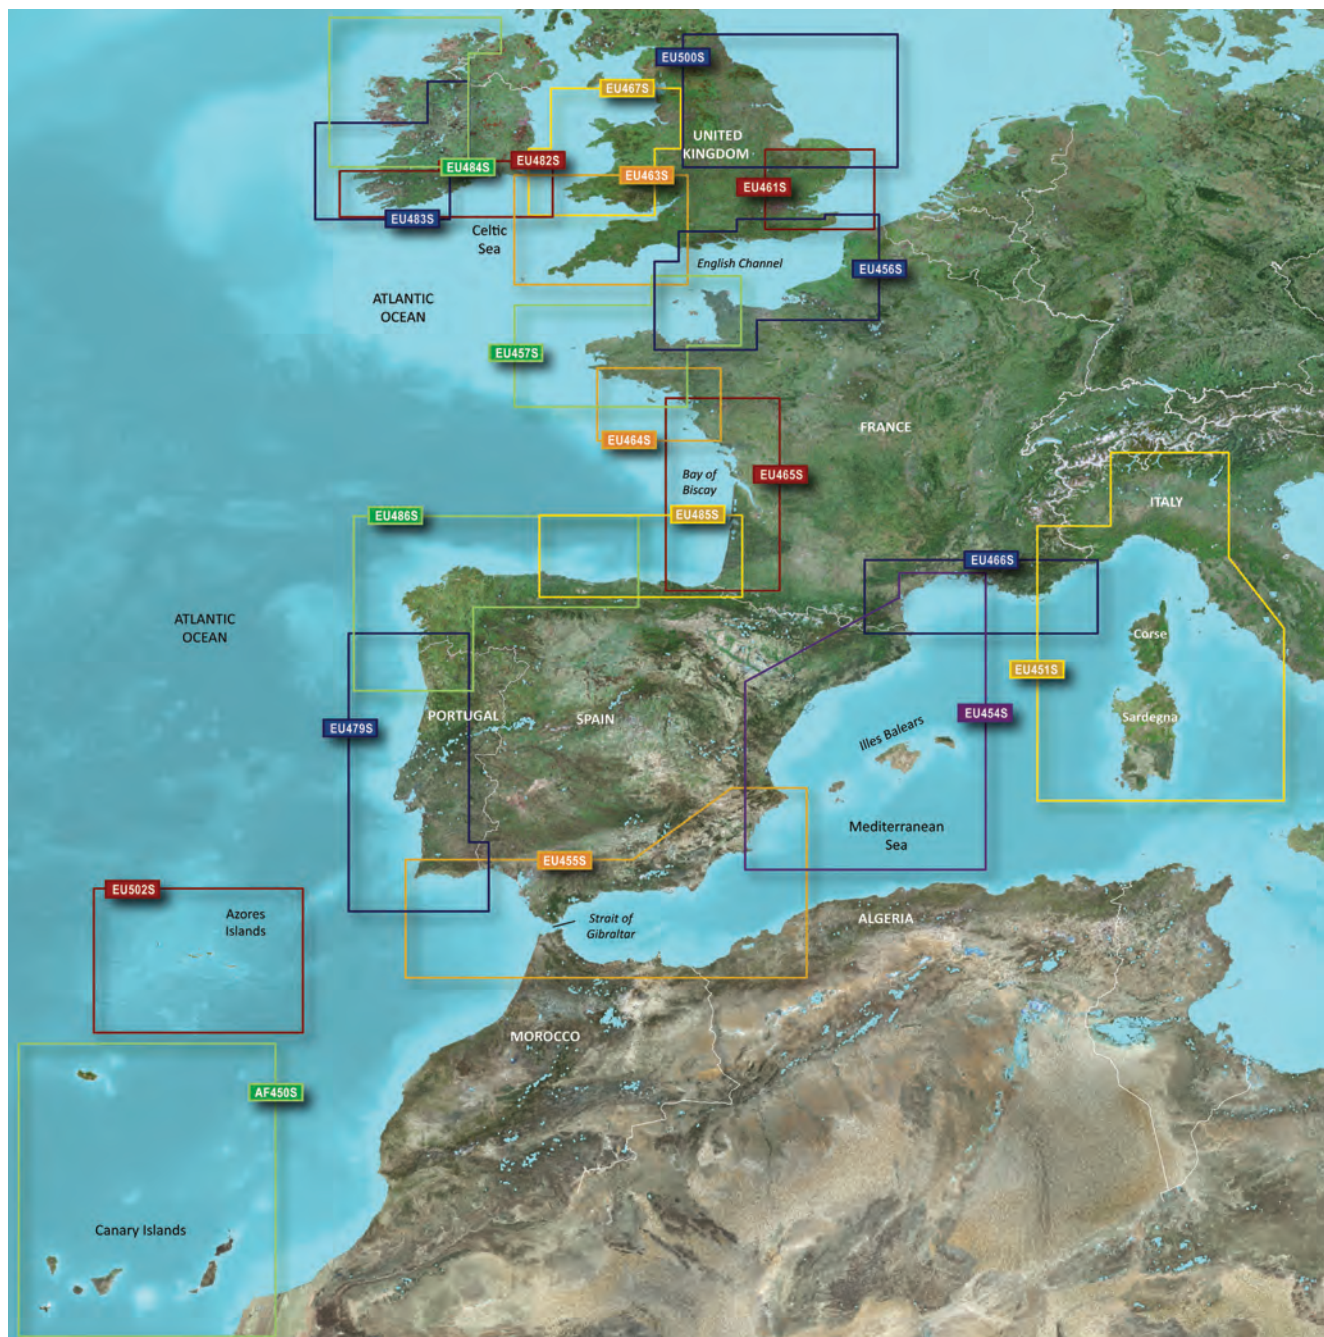 EU500S
EU467S
UNITED
KINGDOM
EU482S
EU484S
EU463S
EU461S
EU483S
Celtic
Sea
English Channel
EU456S
ATLANTIC
OCEAN
EU457S
FRANCE
EU464S
Bay of
Biscay
EU465S
ITALY
EU486S
EU485S
EU466S
ATLANTIC
OCEAN
Corse
EU451S
PORTUGAL
SPAIN
EU454S
Sardegna
EU479S
Illes Balears
Mediterranean
Sea
EU455S
EU502S
Azores
Islands
Strait of
Gibraltar
ALGERIA
MOROCCO
AF450S
Canary Islands